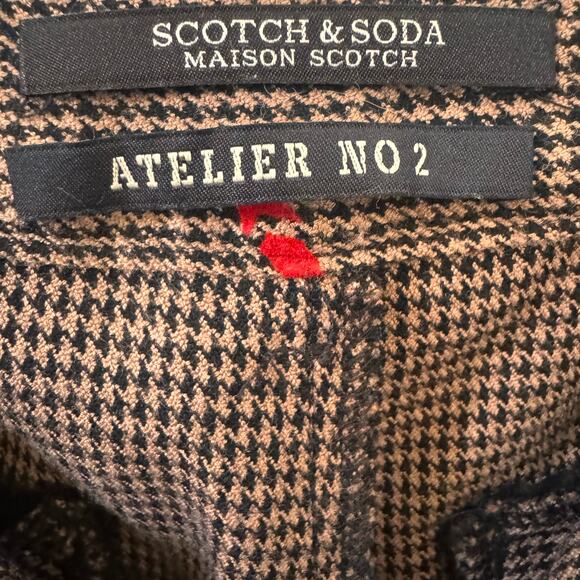 SCOTCH & SODA
MAISON SCOTCH
ATELIER NO 2